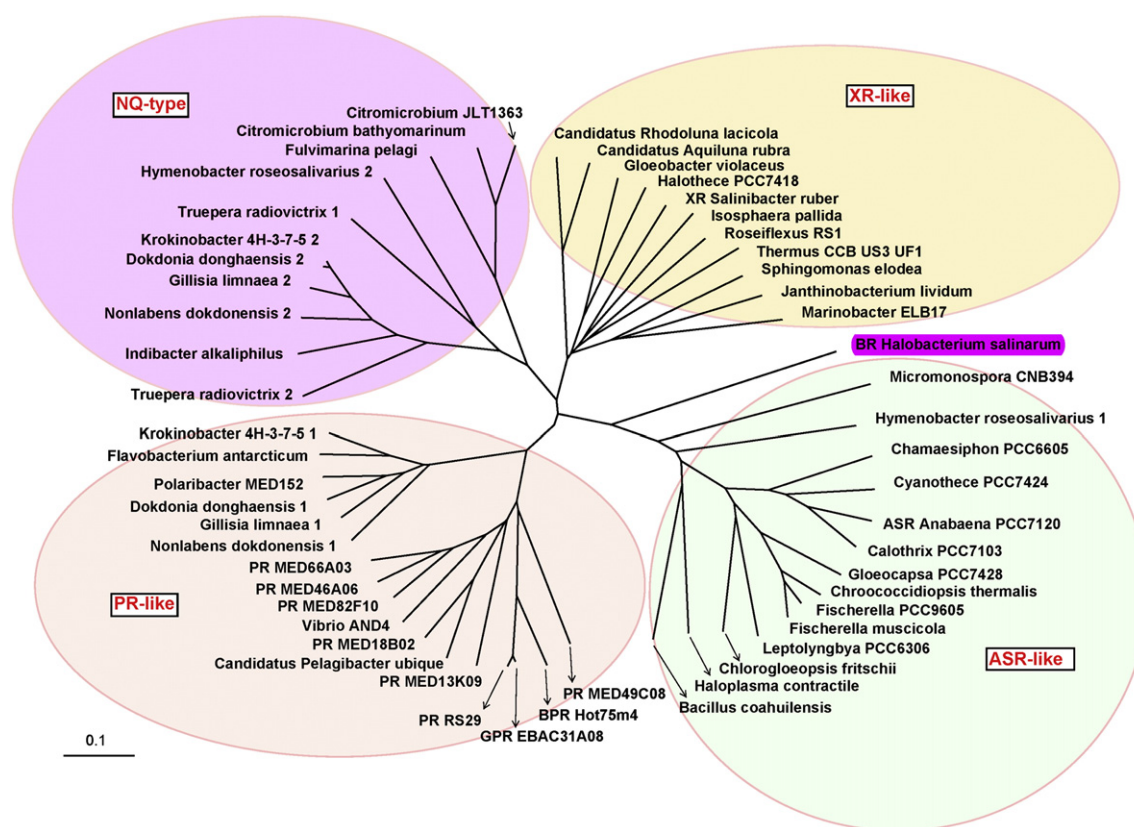 NQ-type
Citromicrobium JLT1363
Citromicrobium bathyomarinum
Fulvimarina pelagi
Hymenobacter roseosalivarius 2
Truepera radiovictrix 1
Krokinobacter 4H-3-7-5 2
Dokdonia donghaensis 2
Gillisia limnaea 2
Nonlabens dokdonensis 2
Indibacter alkaliphilus
Truepera radiovictrix 2
XR-like
Candidatus Rhodoluna lacicola
Candidatus Aquiluna rubra
Gloeobacter violaceus
Halothece PCC7418
XR Salinibacter ruber
Isosphaera pallida
Roseiflexus RS1
Thermus CCB US3 UF1
Sphingomonas elodea
Janthinobacterium lividum
Marinobacter ELB17
BR Halobacterium salinarum
Micromonospora CNB394
Hymenobacter roseosalivarius 1
Chamaesiphon PCC6605
Cyanothece PCC7424
ASR Anabaena PCC7120
Calothrix PCC7103
Gloeocapsa PCC7428
Chroococcidiopsis thermalis
Fischerella PCC9605
Fischerella muscicola
Leptolyngbya PCC6306
Chlorogloeopsis fritschii
Haloplasma contractile
Bacillus coahuilensis
ASR-like
Krokinobacter 4H-3-7-5 1
Flavobacterium antarcticum
Polaribacter MED152
Dokdonia donghaensis 1
Gillisia limnaea 1
Nonlabens dokdonensis 1
PR MED66A03
PR MED46A06
PR MED82F10
Vibrio AND4
PR MED18B02
Candidatus Pelagibacter ubique
PR MED13K09
PR MED49C08
PR RS29
BPR Hot75m4
GPR EBAC31A08
PR-like
0.1